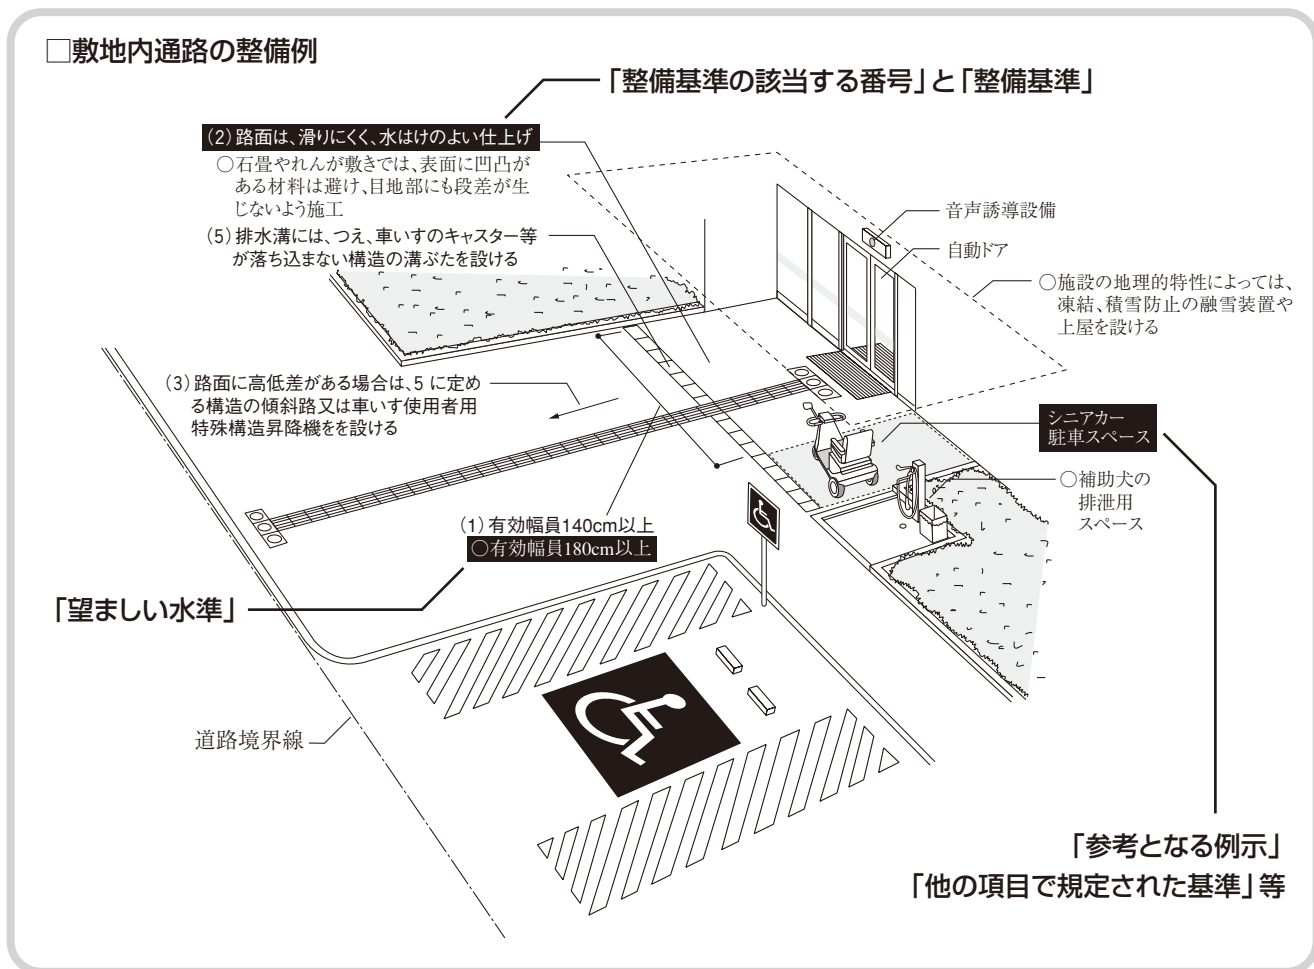 □敷地内通路の整備例
「整備基準の該当する番号」と「整備基準」
(2)路面は、滑りにくく、水はけのよい仕上げ
○石畳やれんが敷きでは、表面に凹凸が
ある材料は避け、目地部にも段差が生
じないよう施工
(5)排水溝には、つえ、車いすのキャスター等
が落ち込まない構造の溝ぶたを設ける
音声誘導設備
自動ドア
○施設の地理的特性によっては、
凍結、積雪防止の融雪装置や
上屋を設ける
(3)路面に高低差がある場合は、5 に定め
る構造の傾斜路又は車いす使用者用
特殊構造昇降機をを設ける
シニアカー
駐車スペース
○補助犬の
排泄用
スペース
(1)有効幅員140cm以上
○有効幅員180cm以上
「望ましい水準」
道路境界線
「参考となる例示」
「他の項目で規定された基準」等